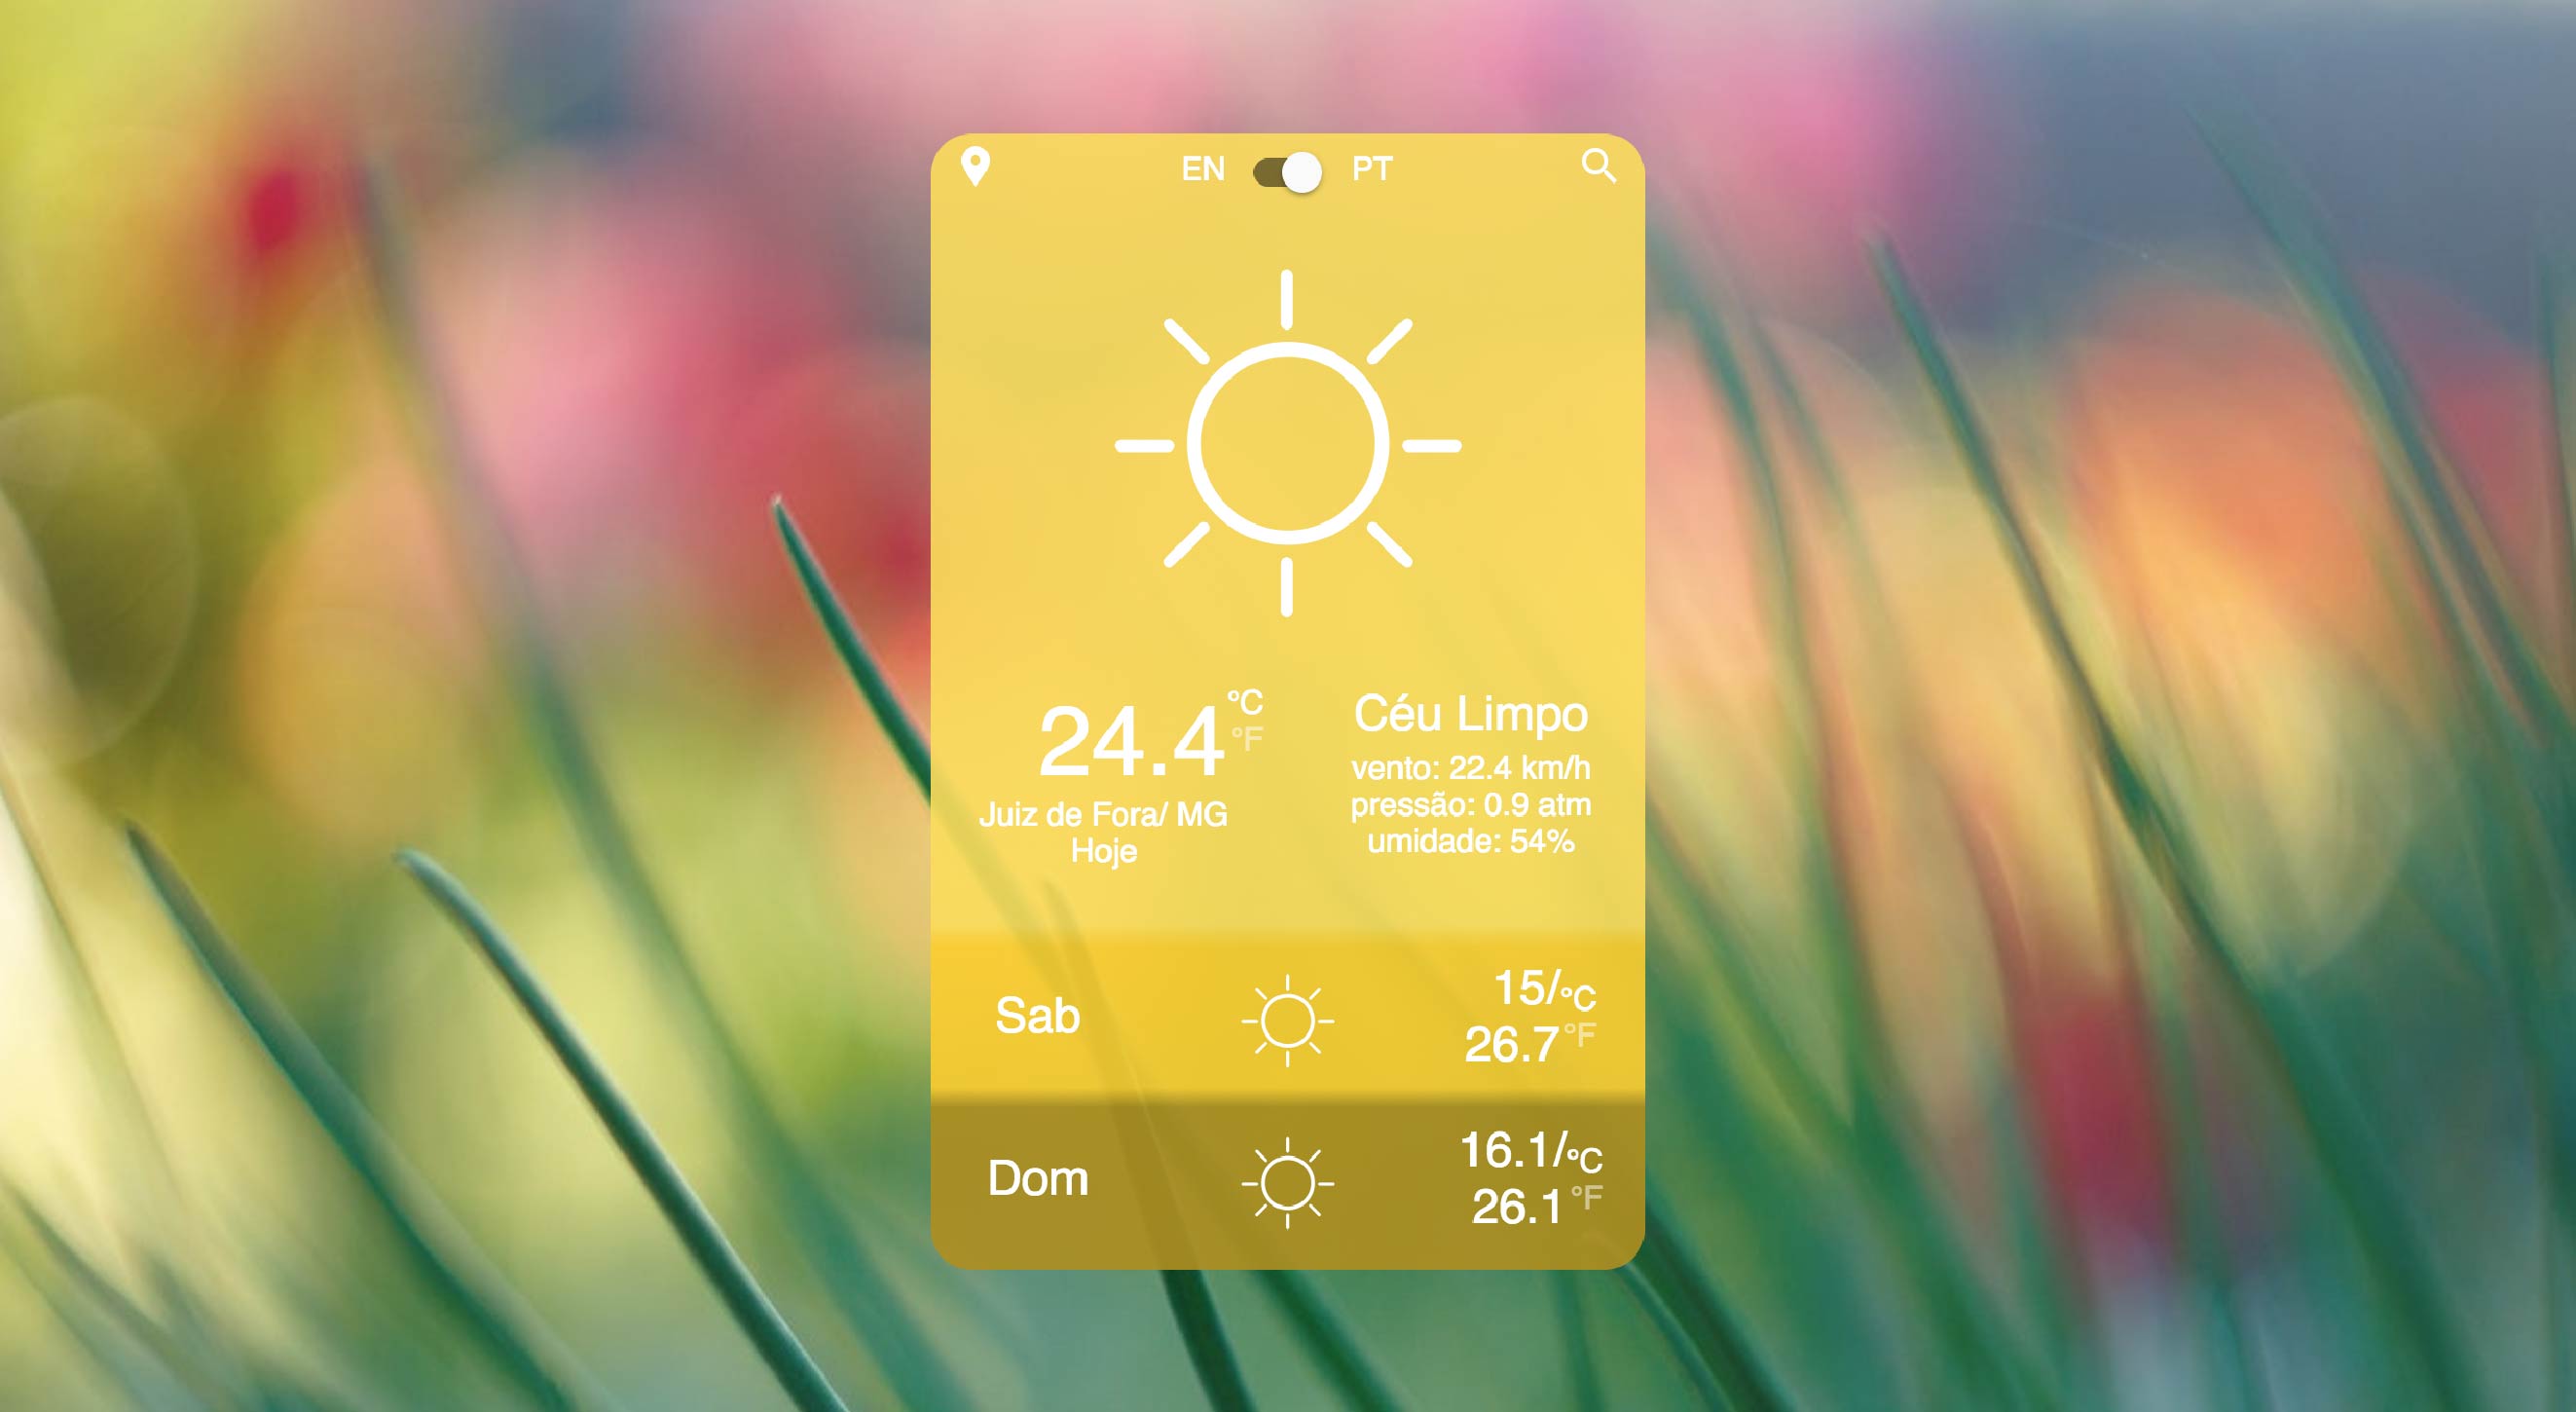 EN PT
24.4 °C
°F
Juiz de Fora/ MG
Hoje
Céu Limpo
vento: 22.4 km/h
pressão: 0.9 atm
umidade: 54%
Sab
15/°C
26.7 °F
Dom
16.1/°C
26.1 °F